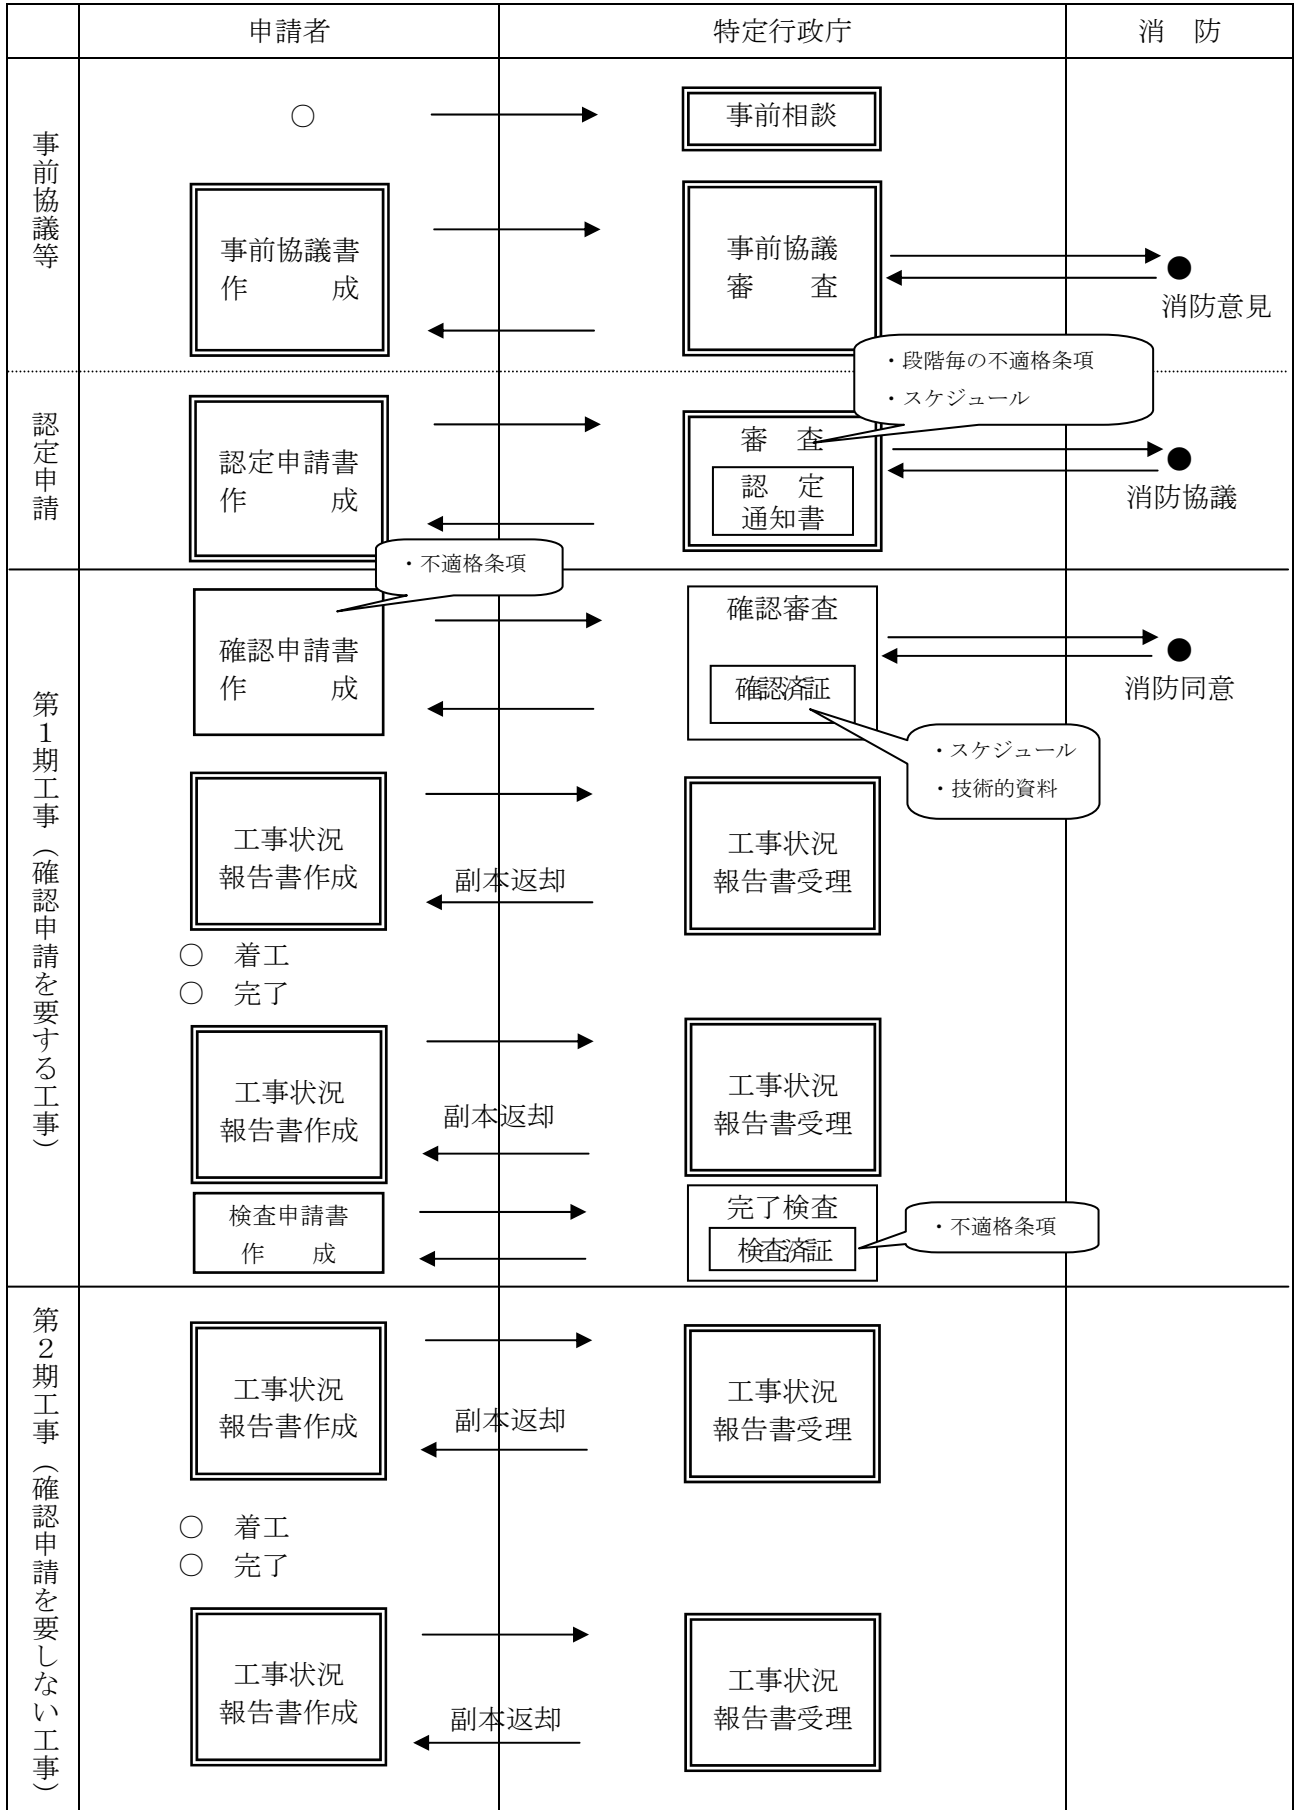 申請者
特定行政庁
消　防
事前協議等
○
事前相談
事前協議書
作　　　成
事前協議
審　　査
●
消防意見
・段階毎の不適格条項
・スケジュール
認定申請
認定申請書
作　　　成
審　査
認　定
通知書
●
消防協議
・不適格条項
第１期工事（確認申請を要する工事）
確認申請書
作　　　成
確認審査
確認済証
●
消防同意
・スケジュール
・技術的資料
工事状況
報告書作成
副本返却
工事状況
報告書受理
○　着工
○　完了
工事状況
報告書作成
副本返却
工事状況
報告書受理
検査申請書
作　　成
完了検査
検査済証
・不適格条項
第２期工事（確認申請を要しない工事）
工事状況
報告書作成
副本返却
工事状況
報告書受理
○　着工
○　完了
工事状況
報告書作成
副本返却
工事状況
報告書受理